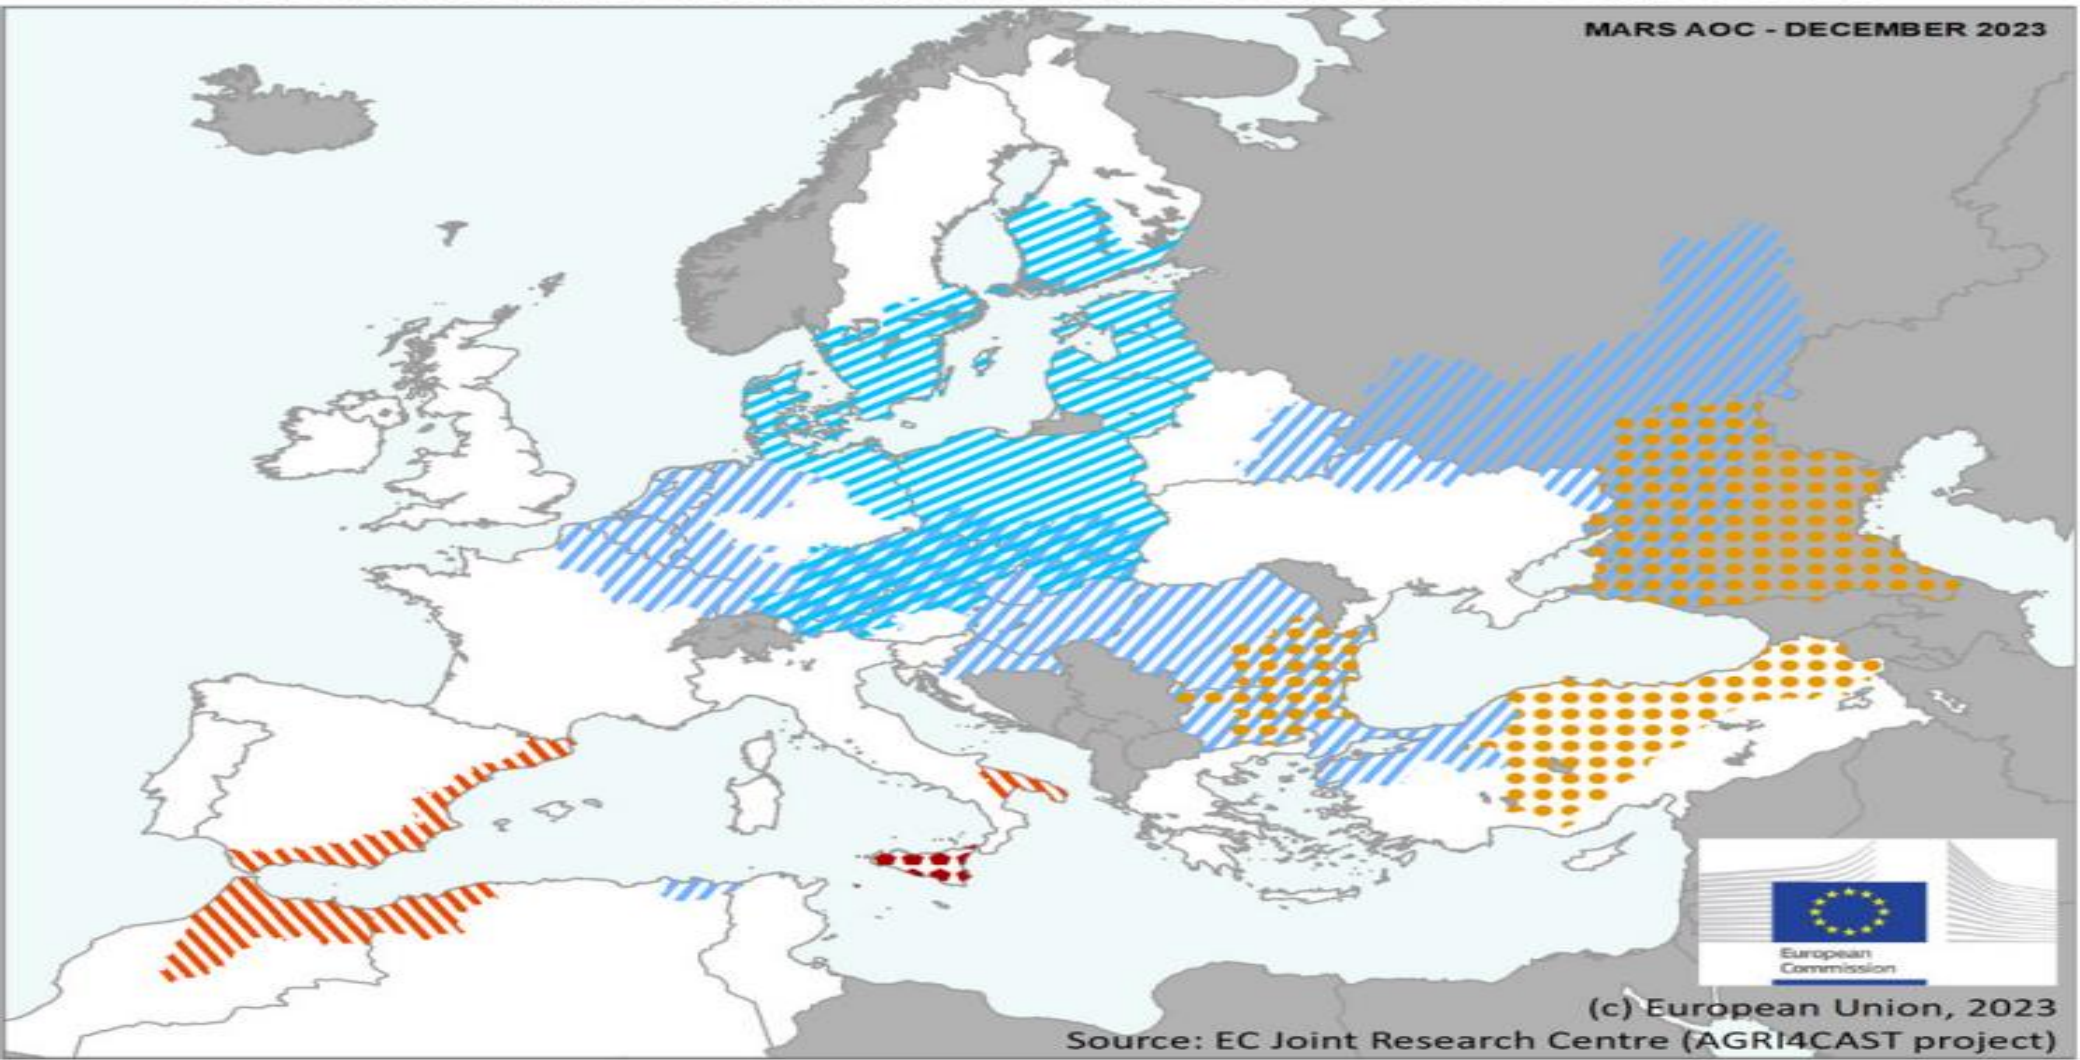 MARS AOC - DECEMBER 2023
European
Commission
(c) European Union, 2023
Source: EC Joint Research Centre (AGRI4CAST project)